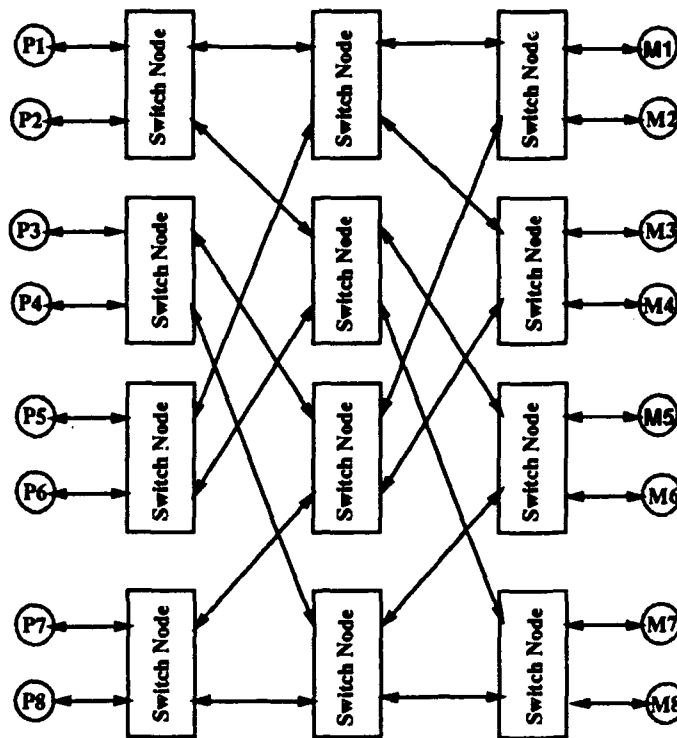 P1
Switch Node
Switch Node
Switch Node
M1
P2
M2
P3
Switch Node
Switch Node
Switch Node
M3
P4
M4
P5
Switch Node
Switch Node
Switch Node
M5
P6
M6
P7
Switch Node
Switch Node
Switch Node
M7
P8
M8